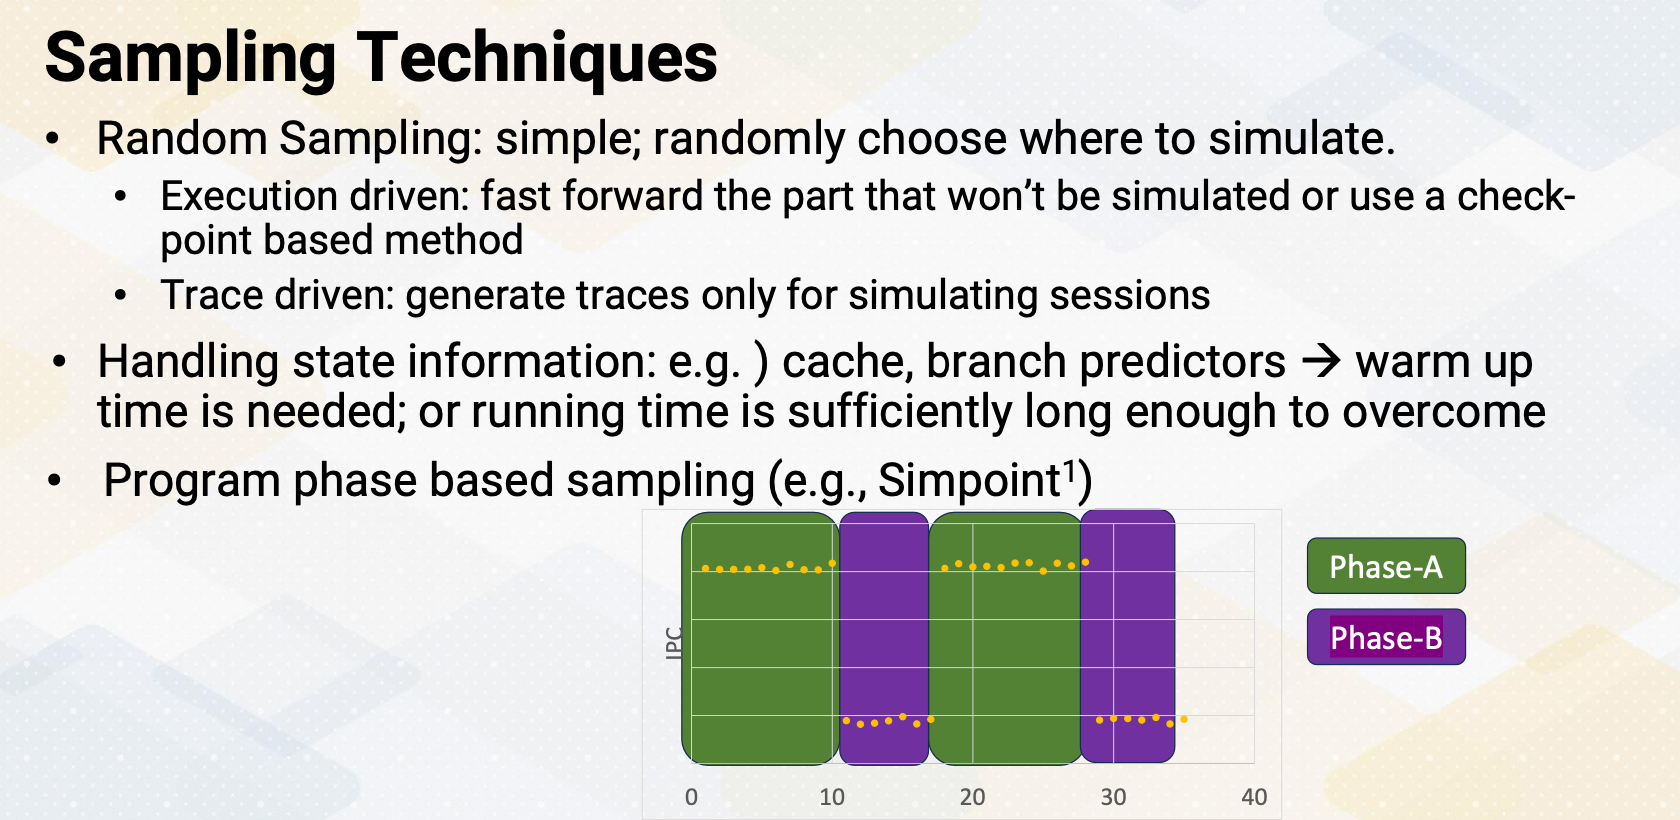 Sampling Techniques
• Random Sampling: simple; randomly choose where to simulate.
• Execution driven: fast forward the part that won’t be simulated or use a check-
point based method
• Trace driven: generate traces only for simulating sessions
• Handling state information: e.g. ) cache, branch predictors → warm up
time is needed; or running time is sufficiently long enough to overcome
• Program phase based sampling (e.g., Simpoint¹)
IPC
Phase-A
Phase-B
0 10 20 30 40